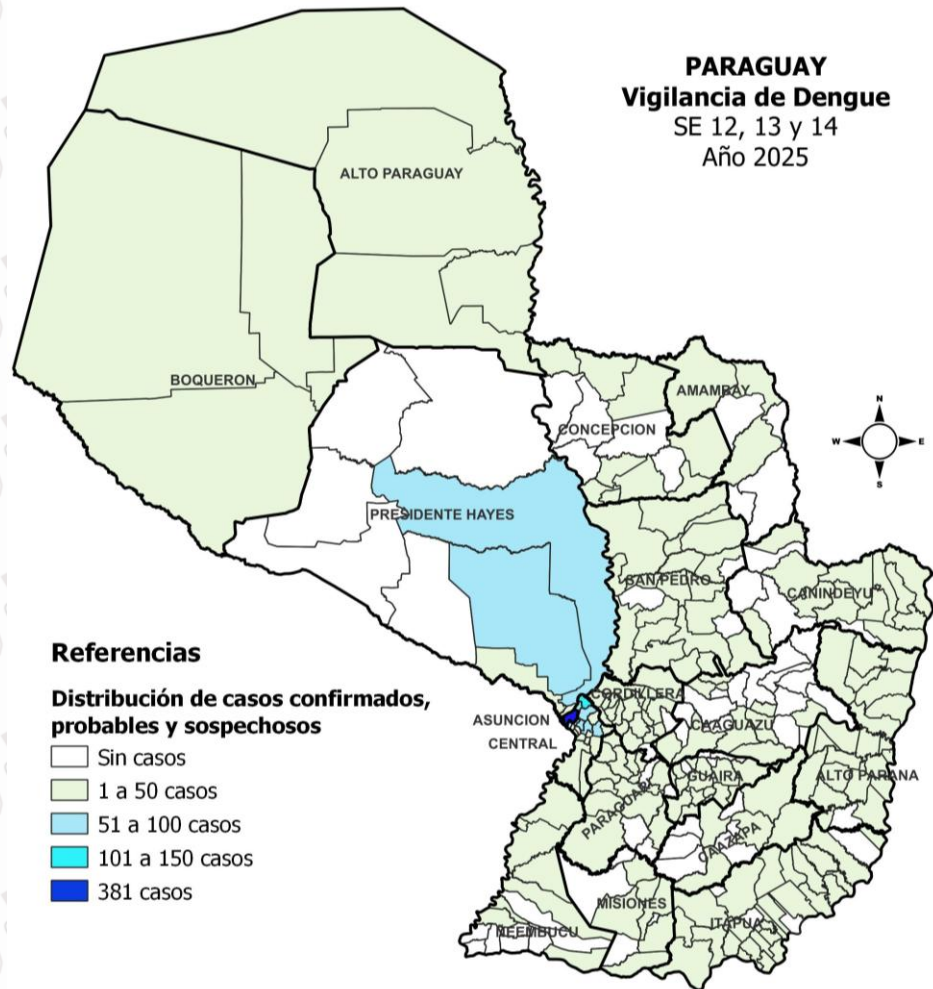 PARAGUAY
Vigilancia de Dengue
SE 12, 13 y 14
Año 2025
ALTO PARAGUAY
BOQUERON
AMAMBAY
CONCEPCION
N
W
E
S
PRESIDENTE HAYES
SAN PEDRO
CANINDEYU
CORDILLERA
ASUNCION
CENTRAL
CAAGUAZU
GUAIRA
ALTO PARANA
PARAGUARI
CAAZAPA
MISIONES
ITAPUA
ÑEEMBUCU
Referencias
Distribución de casos confirmados,
probables y sospechosos
Sin casos
1 a 50 casos
51 a 100 casos
101 a 150 casos
381 casos